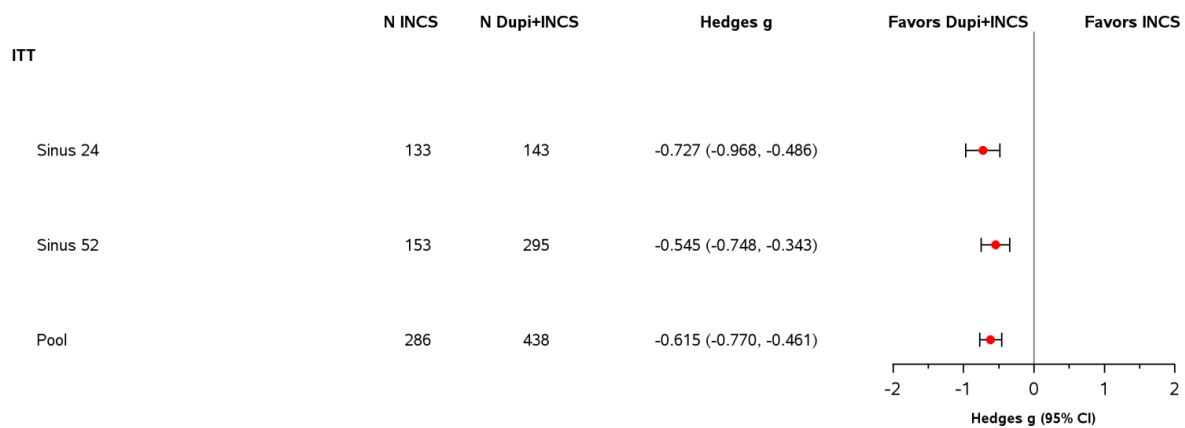 N INCS N Dupi+INCS Hedges g Favors Dupi+INCS Favors INCS
ITT
Sinus 24 133 143 -0.727 (-0.968, -0.486)
Sinus 52 153 295 -0.545 (-0.748, -0.343)
Pool 286 438 -0.615 (-0.770, -0.461)
-2 -1 0 1 2
Hedges g (95% CI)